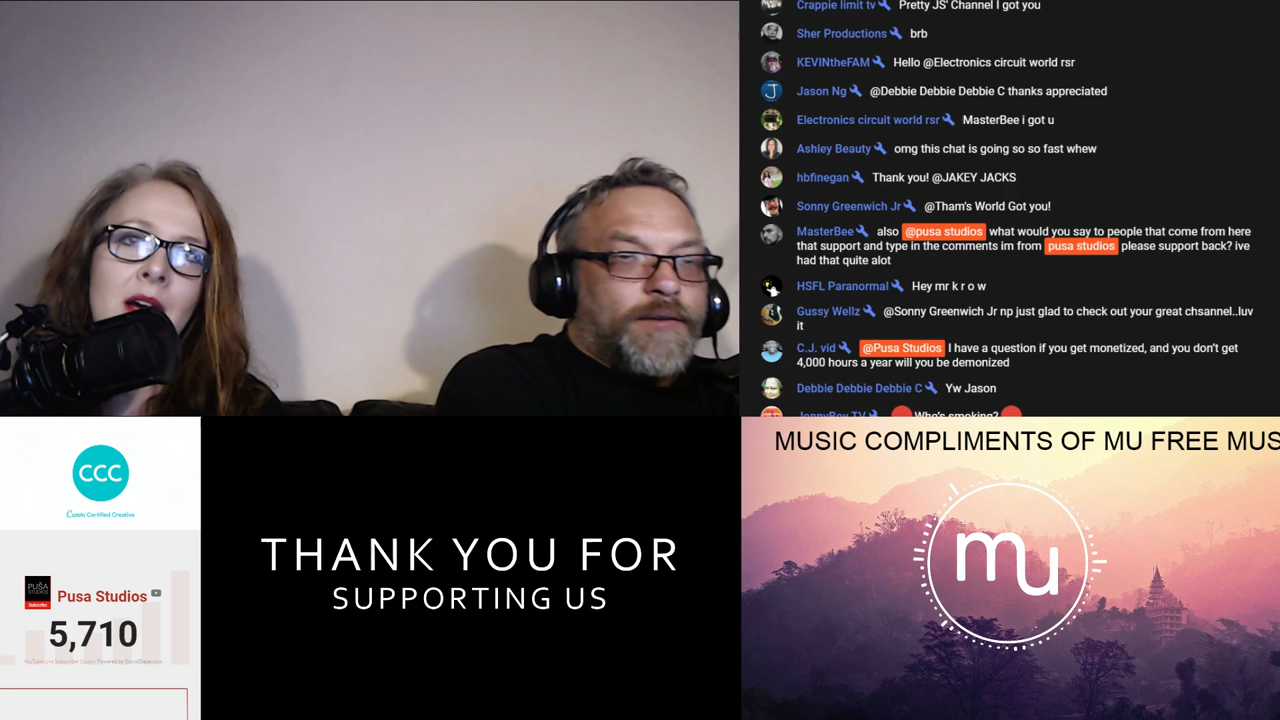 Crappie limit tv Pretty JS' Channel I got you
Sher Productions brb
KEVINtheFAM Hello @Electronics circuit world rsr
Jason Ng @Debbie Debbie Debbie C thanks appreciated
Electronics circuit world rsr MasterBee i got u
Ashley Beauty omg this chat is going so so fast whew
hbfinegan Thank you! @JAKEY JACKS
Sonny Greenwich Jr @Tham's World Got you!
MasterBee also @pusa studios what would you say to people that come from here
that support and type in the comments im from pusa studios please support back? ive
had that quite alot
HSFL Paranormal Hey mr k r o w
Gussy Wellz @Sonny Greenwich Jr np just glad to check out your great chsannel..luv
it
C.J. vid @Pusa Studios I have a question if you get monetized, and you don't get
4,000 hours a year will you be demonized
Debbie Debbie Debbie C Yw Jason
JonnyBoy TV Who's smoking?
CCC
Canva Certified Creative
PUŠA
STUDIOS
Subscribe
Pusa Studios
5,710
THANK YOU FOR
SUPPORTING US
MUSIC COMPLIMENTS OF MU FREE MUS
mu